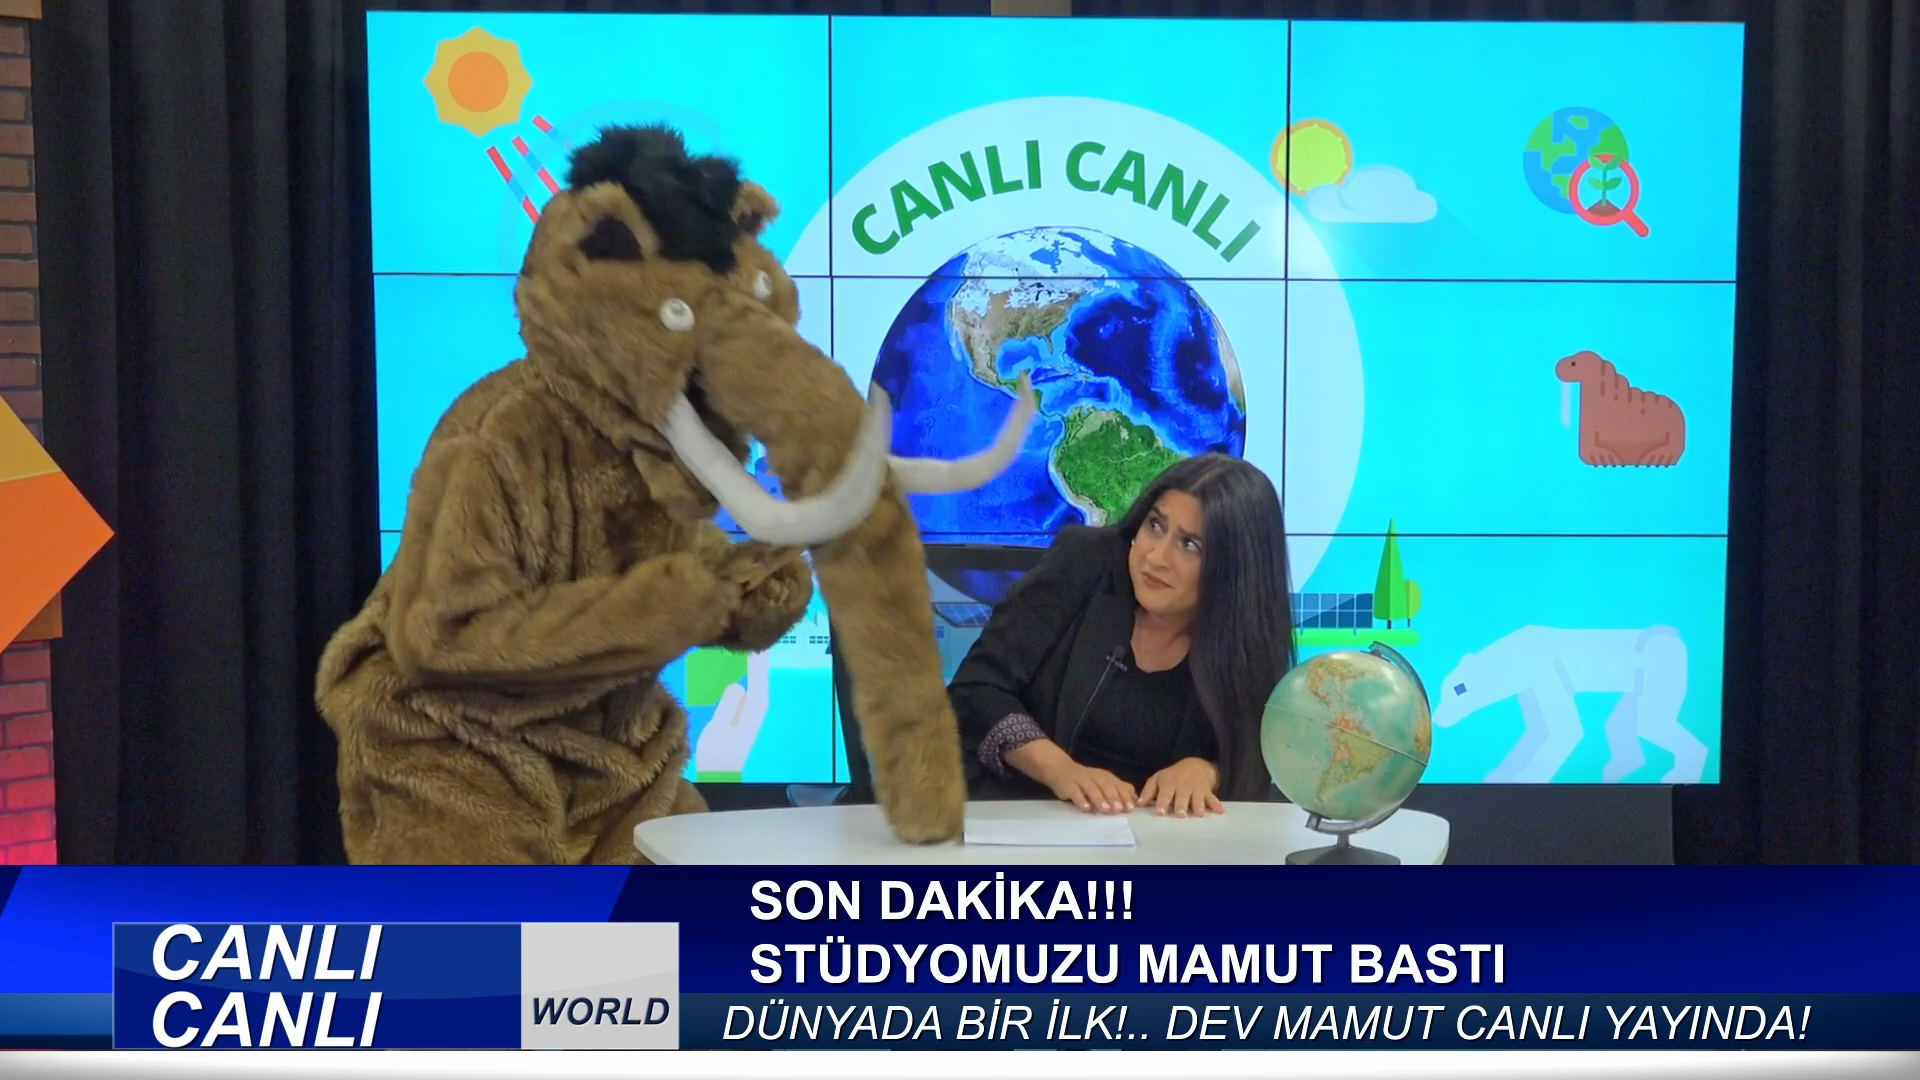 CANLI CANLI
SON DAKİKA!!!
STÜDYOMUZU MAMUT BASTI
CANLI
CANLI
WORLD
DÜNYADA BİR İLK!.. DEV MAMUT CANLI YAYINDA!